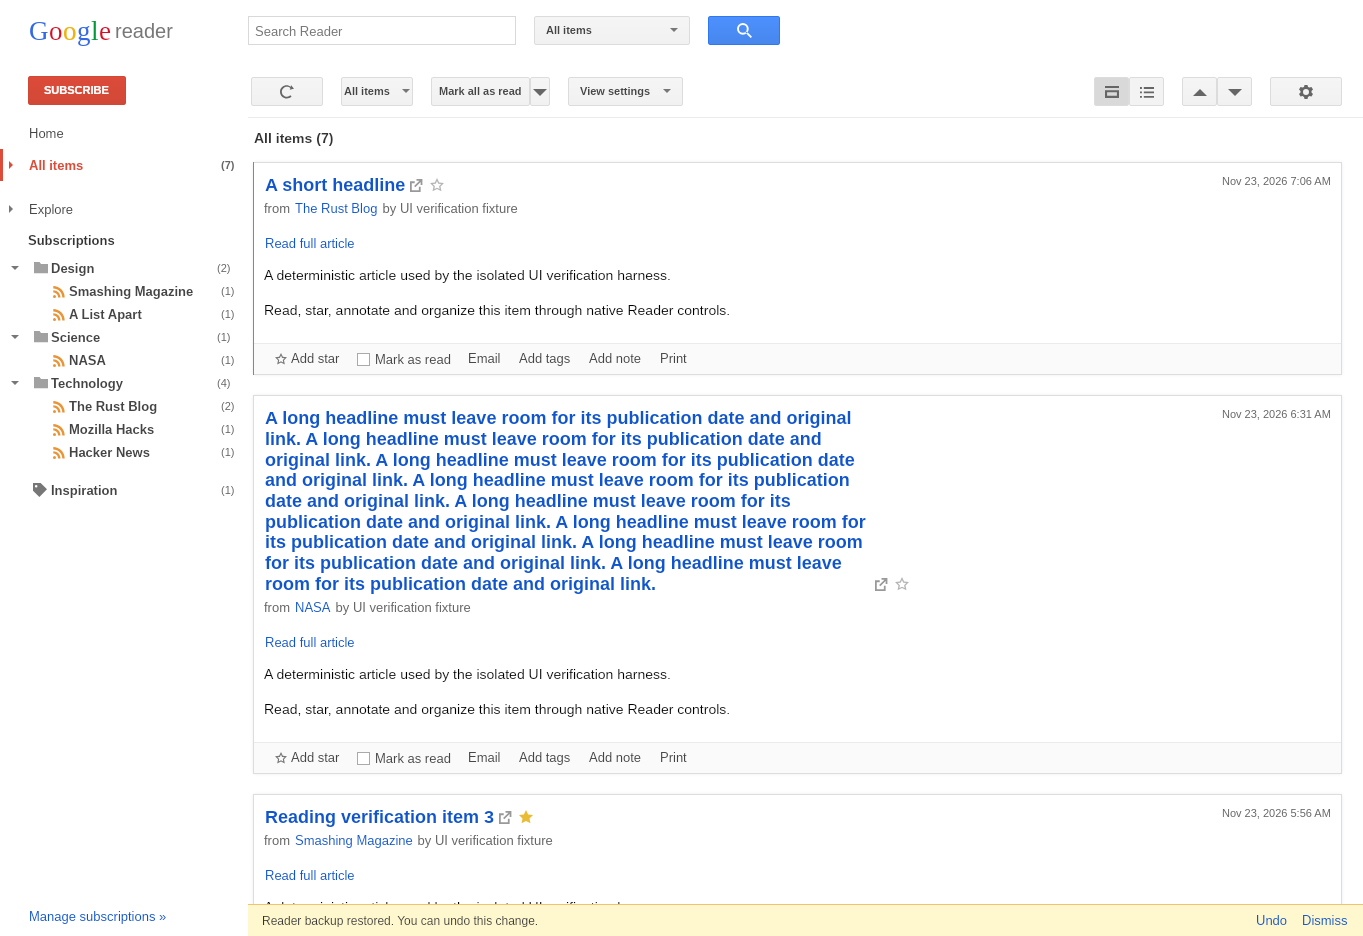 Google reader
Search Reader
All items
SUBSCRIBE
All items
Mark all as read
View settings
Home
All items (7)
Explore
Subscriptions
Design (2)
Smashing Magazine (1)
A List Apart (1)
Science (1)
NASA (1)
Technology (4)
The Rust Blog (2)
Mozilla Hacks (1)
Hacker News (1)
Inspiration (1)
Manage subscriptions »
All items (7)
A short headline
Nov 23, 2026 7:06 AM
from The Rust Blog by UI verification fixture
Read full article
A deterministic article used by the isolated UI verification harness.
Read, star, annotate and organize this item through native Reader controls.
Add star Mark as read Email Add tags Add note Print
A long headline must leave room for its publication date and original
Nov 23, 2026 6:31 AM
link. A long headline must leave room for its publication date and
original link. A long headline must leave room for its publication date
and original link. A long headline must leave room for its publication
date and original link. A long headline must leave room for its
publication date and original link. A long headline must leave room for
its publication date and original link. A long headline must leave room
for its publication date and original link. A long headline must leave
room for its publication date and original link.
from NASA by UI verification fixture
Read full article
A deterministic article used by the isolated UI verification harness.
Read, star, annotate and organize this item through native Reader controls.
Add star Mark as read Email Add tags Add note Print
Reading verification item 3
Nov 23, 2026 5:56 AM
from Smashing Magazine by UI verification fixture
Read full article
Reader backup restored. You can undo this change.
Undo Dismiss